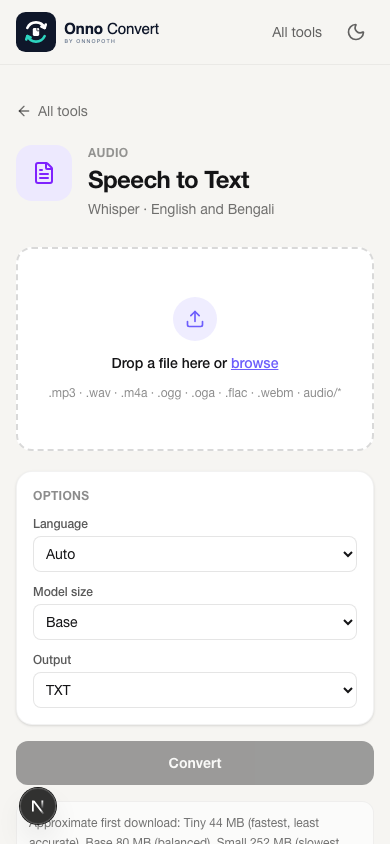 Onno Convert
BY ONNOPOTH
All tools
← All tools
AUDIO
Speech to Text
Whisper · English and Bengali
Drop a file here or browse
.mp3 · .wav · .m4a · .ogg · .oga · .flac · .webm · audio/*
OPTIONS
Language
Auto
Model size
Base
Output
TXT
Convert
N
Approximate first download: Tiny 44 MB (fastest, least
accurate), Base 80 MB (balanced), Small 252 MB (slowest,